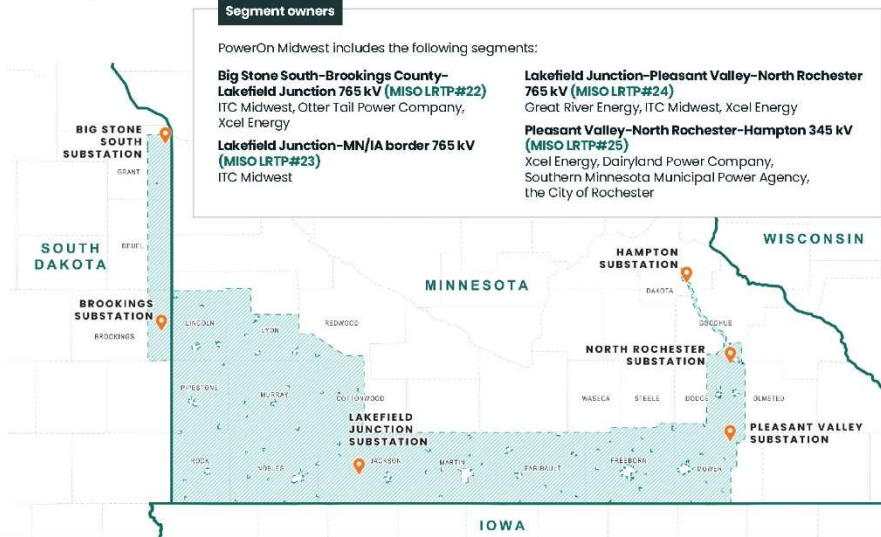 Segment owners
PowerOn Midwest includes the following segments:
Big Stone South-Brookings County-
Lakefield Junction 765 kV (MISO LRTP#22)
ITC Midwest, Otter Tail Power Company,
Xcel Energy
Lakefield Junction-MN/IA border 765 kV
(MISO LRTP#23)
ITC Midwest
Lakefield Junction-Pleasant Valley-North Rochester
765 kV (MISO LRTP#24)
Great River Energy, ITC Midwest, Xcel Energy
Pleasant Valley-North Rochester-Hampton 345 kV
(MISO LRTP#25)
Xcel Energy, Dairyland Power Company,
Southern Minnesota Municipal Power Agency,
the City of Rochester
BIG STONE
SOUTH
SUBSTATION
GRANT
SOUTH
DAKOTA
DEUEL
MINNESOTA
HAMPTON
SUBSTATION
WISCONSIN
DAKOTA
BROOKINGS
SUBSTATION
BROOKINGS
LINCOLN
LYON
REDWOOD
GOODHUE
NORTH ROCHESTER
SUBSTATION
PIPESTONE
MURRAY
COTTONWOOD
WASECA
STEELE
DODGE
OLMSTED
LAKEFIELD
JUNCTION
SUBSTATION
PLEASANT VALLEY
SUBSTATION
ROCK
NOBLES
JACKSON
MARTIN
FARIBAULT
FREEBORN
MOWER
IOWA